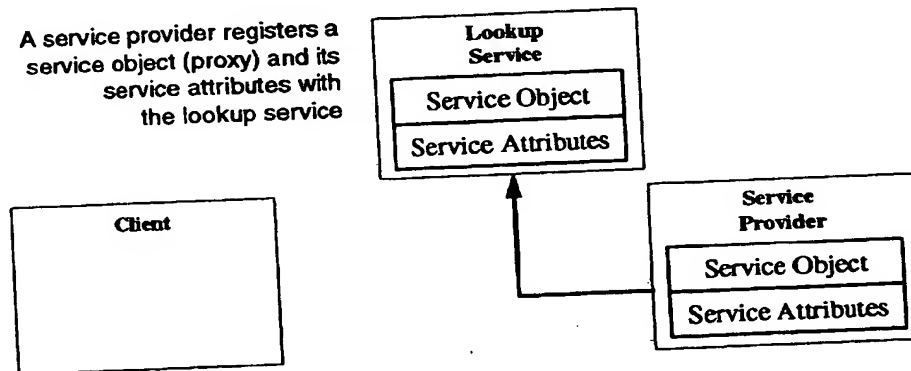 A service provider registers a
service object (proxy) and its
service attributes with
the lookup service
Lookup
Service
Service Object
Service Attributes
Client
Service
Provider
Service Object
Service Attributes